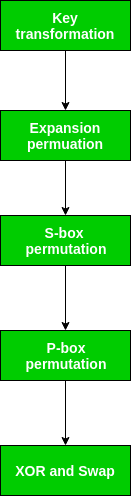 Key
transformation
Expansion
permuation
S-box
permutation
P-box
permutation
XOR and Swap